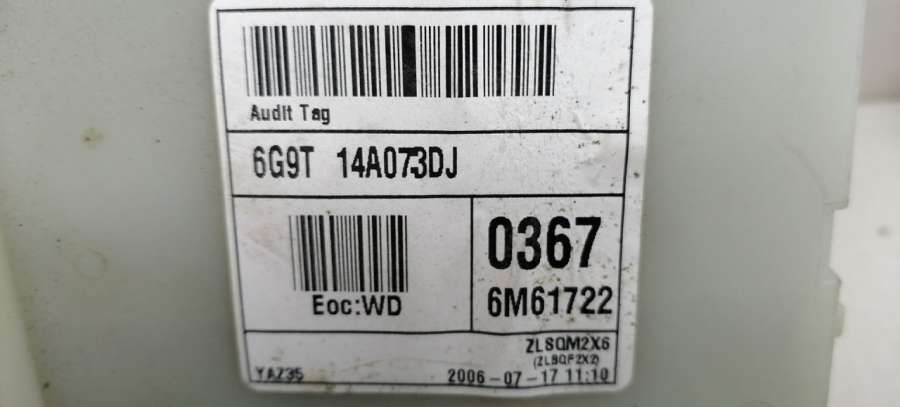 Audit Tag
6G9T 14A073DJ
0367
Eoc:WD
6M61722
ZLSQM2X6
(ZLSQF2X2)
YAZ35 2006-07-17 11:10